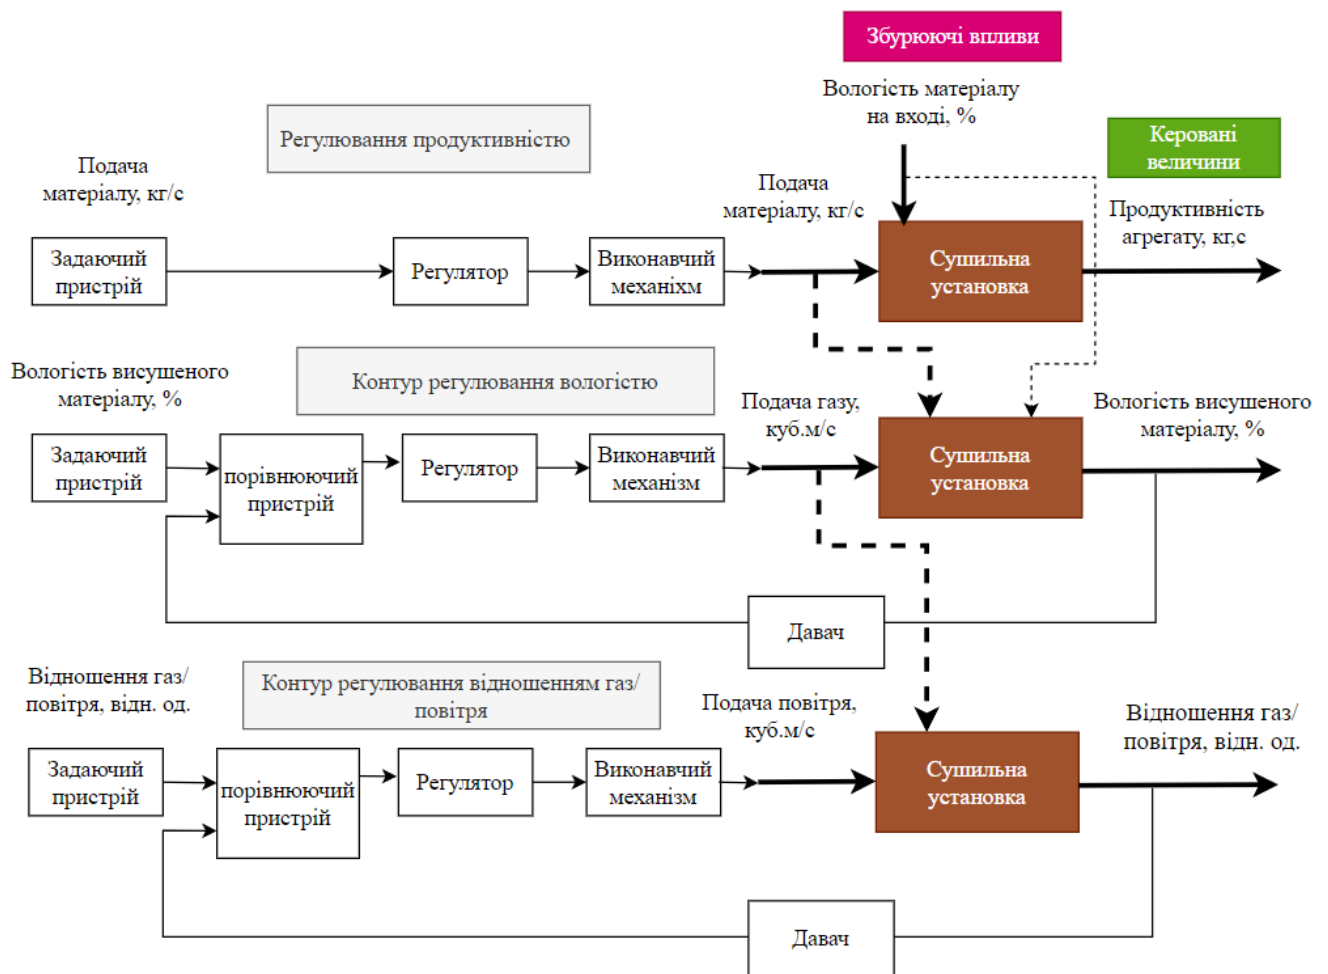 Збурюючі впливи
Вологість матеріалу
на вході, %
Регулювання продуктивністю
Керовані
величини
Подача
матеріалу, кг/с
Подача
матеріалу, кг/с
Продуктивність
агрегату, кг,с
Задаючий
пристрій
Регулятор
Виконавчий
механіхм
Сушильна
установка
Вологість висушеного
матеріалу, %
Контур регулювання вологістю
Подача газу,
куб.м/с
Вологість висушеного
матеріалу, %
Задаючий
пристрій
порівнюючий
пристрій
Регулятор
Виконавчий
механізм
Сушильна
установка
Давач
Відношення газ/
повітря, відн. од.
Контур регулювання відношенням газ/
повітря
Подача повітря,
куб.м/с
Відношення газ/
повітря, відн. од.
Задаючий
пристрій
порівнюючий
пристрій
Регулятор
Виконавчий
механізм
Сушильна
установка
Давач